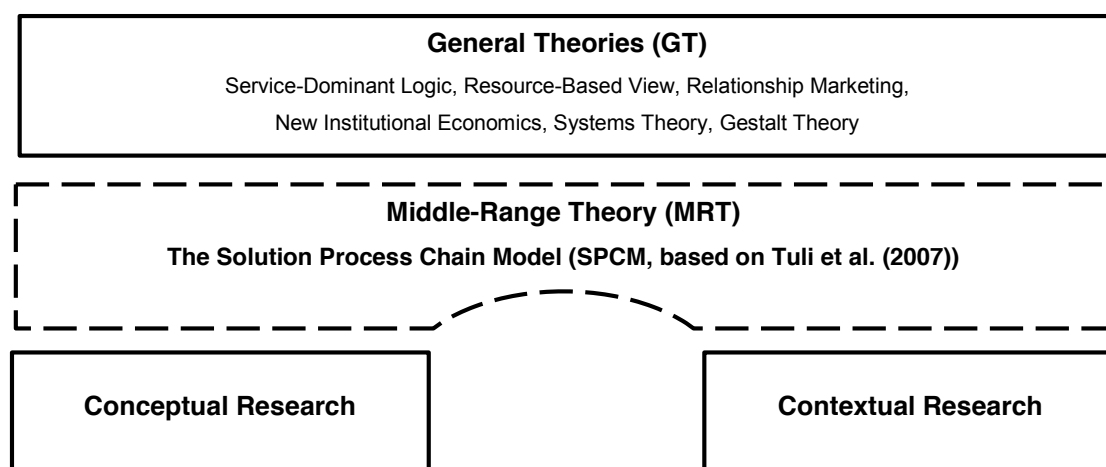 General Theories (GT)
Service-Dominant Logic, Resource-Based View, Relationship Marketing,
New Institutional Economics, Systems Theory, Gestalt Theory
Middle-Range Theory (MRT)
The Solution Process Chain Model (SPCM, based on Tuli et al. (2007))
Conceptual Research
Contextual Research